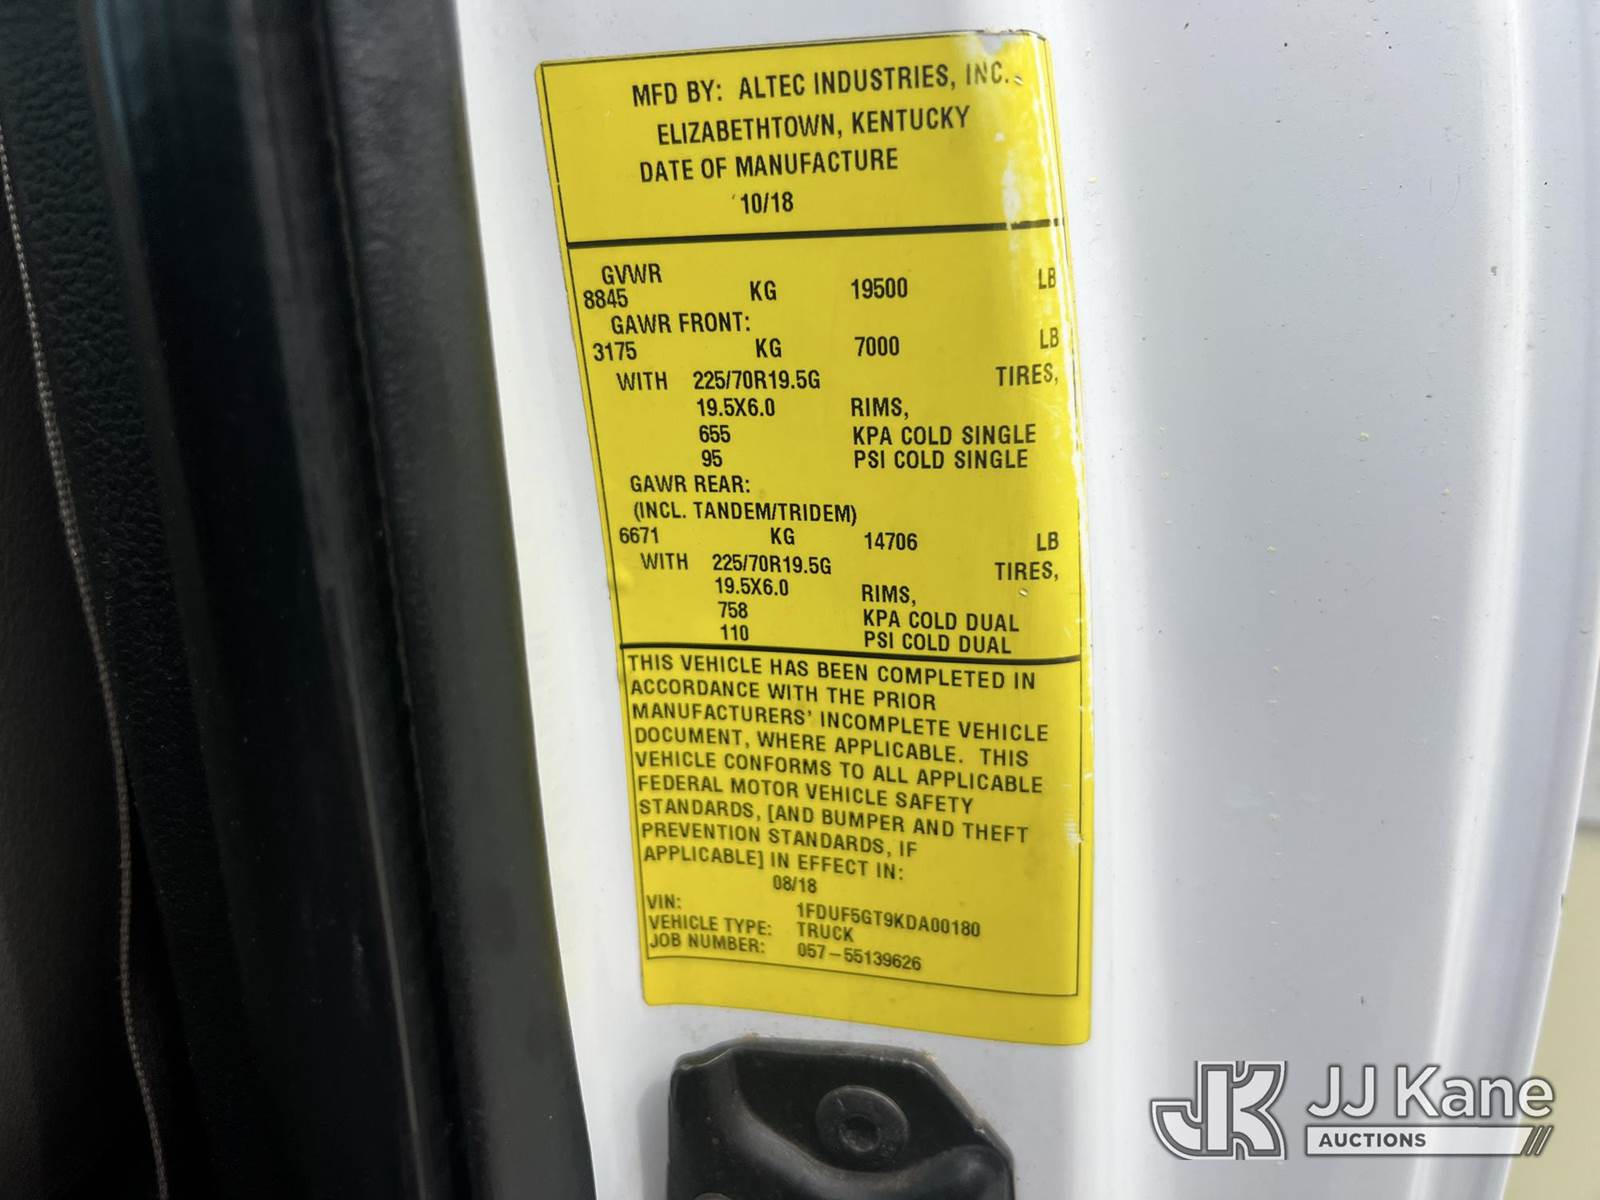 MFD BY: ALTEC INDUSTRIES, INC.
ELIZABETHTOWN, KENTUCKY
DATE OF MANUFACTURE
10/18
GVWR
8845 KG 19500 LB
GAWR FRONT:
3175 KG 7000 LB
WITH 225/70R19.5G TIRES,
19.5X6.0 RIMS,
655 KPA COLD SINGLE
95 PSI COLD SINGLE
GAWR REAR:
(INCL. TANDEM/TRIDEM)
6671 KG 14706 LB
WITH 225/70R19.5G TIRES,
19.5X6.0 RIMS,
758 KPA COLD DUAL
110 PSI COLD DUAL
THIS VEHICLE HAS BEEN COMPLETED IN
ACCORDANCE WITH THE PRIOR
MANUFACTURERS' INCOMPLETE VEHICLE
DOCUMENT, WHERE APPLICABLE. THIS
VEHICLE CONFORMS TO ALL APPLICABLE
FEDERAL MOTOR VEHICLE SAFETY
STANDARDS, [AND BUMPER AND THEFT
PREVENTION STANDARDS, IF
APPLICABLE] IN EFFECT IN:
08/18
VIN: 1FDUF5GT9KDA00180
VEHICLE TYPE: TRUCK
JOB NUMBER: 057-55139626
JK JJ Kane
AUCTIONS